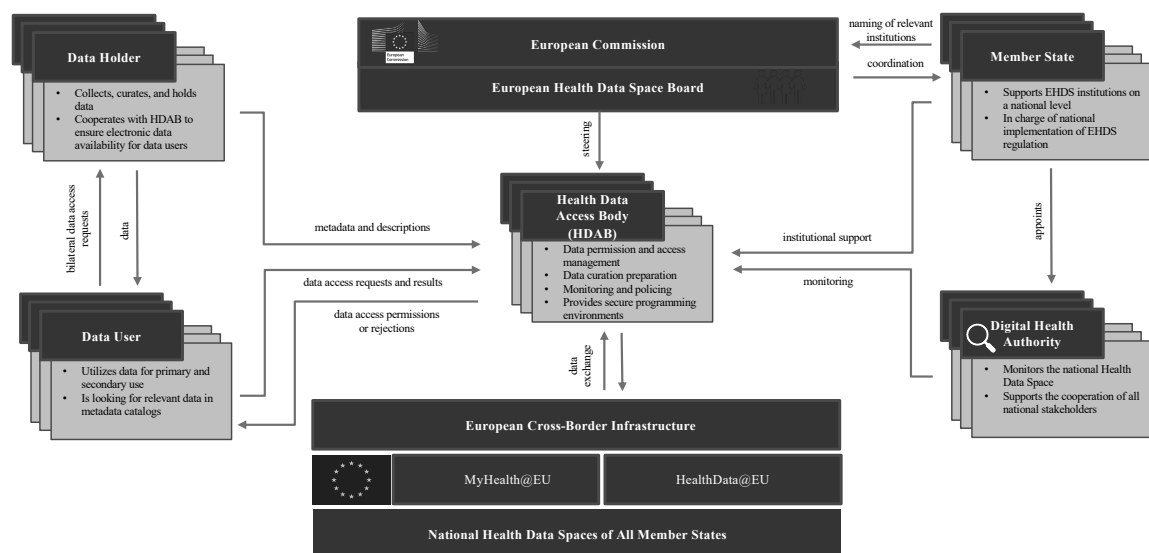 Data Holder
• Collects, curates, and holds
data
• Cooperates with HDAB to
ensure electronic data
availability for data users
European
Commission
European Commission
European Health Data Space Board
naming of relevant
institutions
coordination
Member State
• Supports EHDS institutions on
a national level
• In charge of national
implementation of EHDS
regulation
steering
bilateral data access
requests
data
metadata and descriptions
Health Data
Access Body
(HDAB)
• Data permission and access
management
• Data curation preparation
• Monitoring and policing
• Provides secure programming
environments
institutional support
appoints
monitoring
data access requests and results
data access permissions
or rejections
Data User
• Utilizes data for primary and
secondary use
• Is looking for relevant data in
metadata catalogs
data
exchange
Digital Health
Authority
• Monitors the national Health
Data Space
• Supports the cooperation of all
national stakeholders
European Cross-Border Infrastructure
MyHealth@EU
HealthData@EU
National Health Data Spaces of All Member States